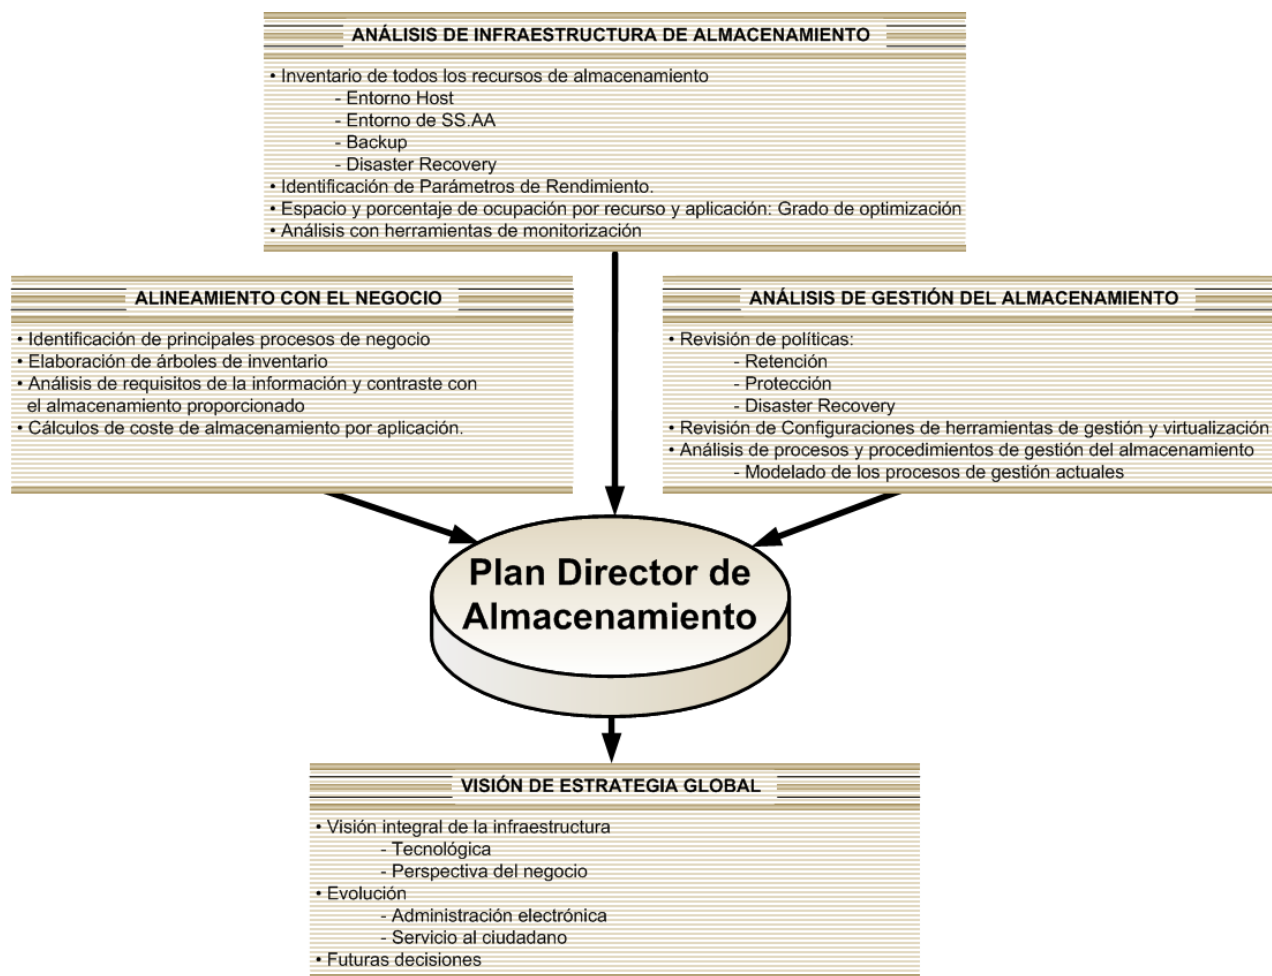 ANÁLISIS DE INFRAESTRUCTURA DE ALMACENAMIENTO
• Inventario de todos los recursos de almacenamiento
- Entorno Host
- Entorno de SS.AA
- Backup
- Disaster Recovery
• Identificación de Parámetros de Rendimiento.
• Espacio y porcentaje de ocupación por recurso y aplicación: Grado de optimización
• Análisis con herramientas de monitorización
ALINEAMIENTO CON EL NEGOCIO
• Identificación de principales procesos de negocio
• Elaboración de árboles de inventario
• Análisis de requisitos de la información y contraste con
el almacenamiento proporcionado
• Cálculos de coste de almacenamiento por aplicación.
ANÁLISIS DE GESTIÓN DEL ALMACENAMIENTO
• Revisión de políticas:
- Retención
- Protección
- Disaster Recovery
• Revisión de Configuraciones de herramientas de gestión y virtualización
• Análisis de procesos y procedimientos de gestión del almacenamiento
- Modelado de los procesos de gestión actuales
Plan Director de
Almacenamiento
VISIÓN DE ESTRATEGIA GLOBAL
• Visión integral de la infraestructura
- Tecnológica
- Perspectiva del negocio
• Evolución
- Administración electrónica
- Servicio al ciudadano
• Futuras decisiones